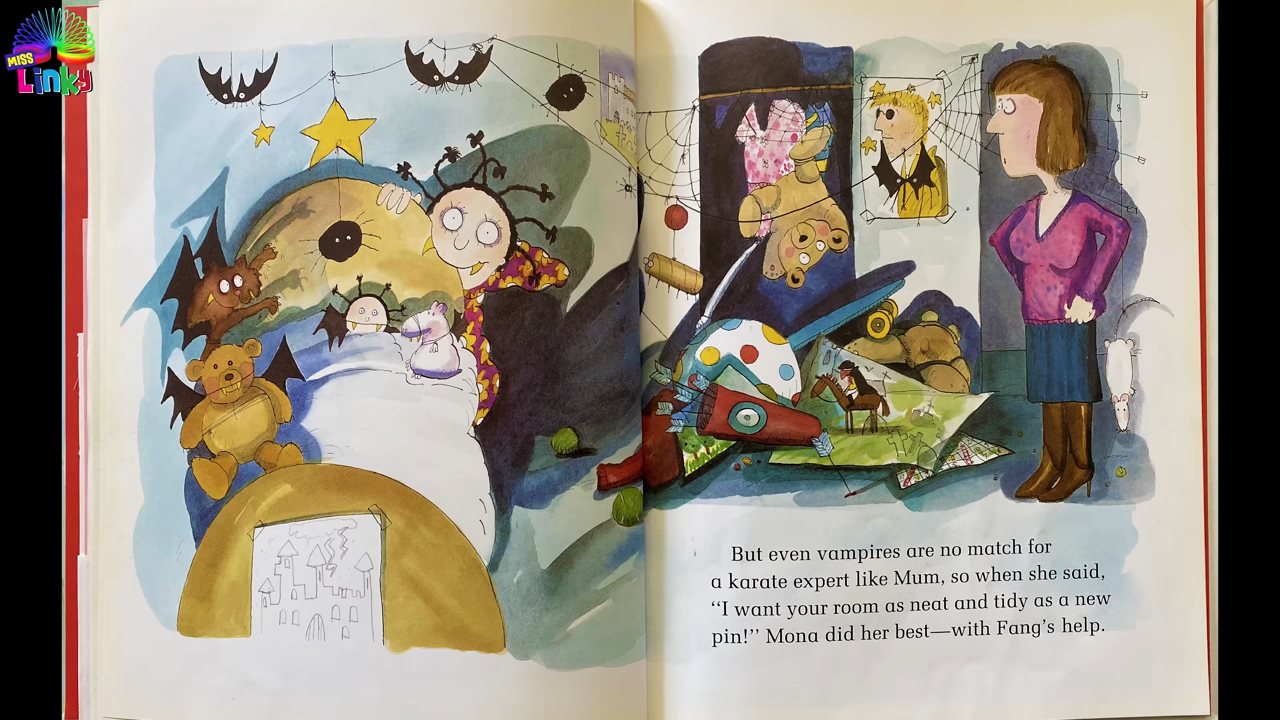 MISS
Linky
But even vampires are no match for
a karate expert like Mum, so when she said,
“I want your room as neat and tidy as a new
pin!” Mona did her best—with Fang’s help.